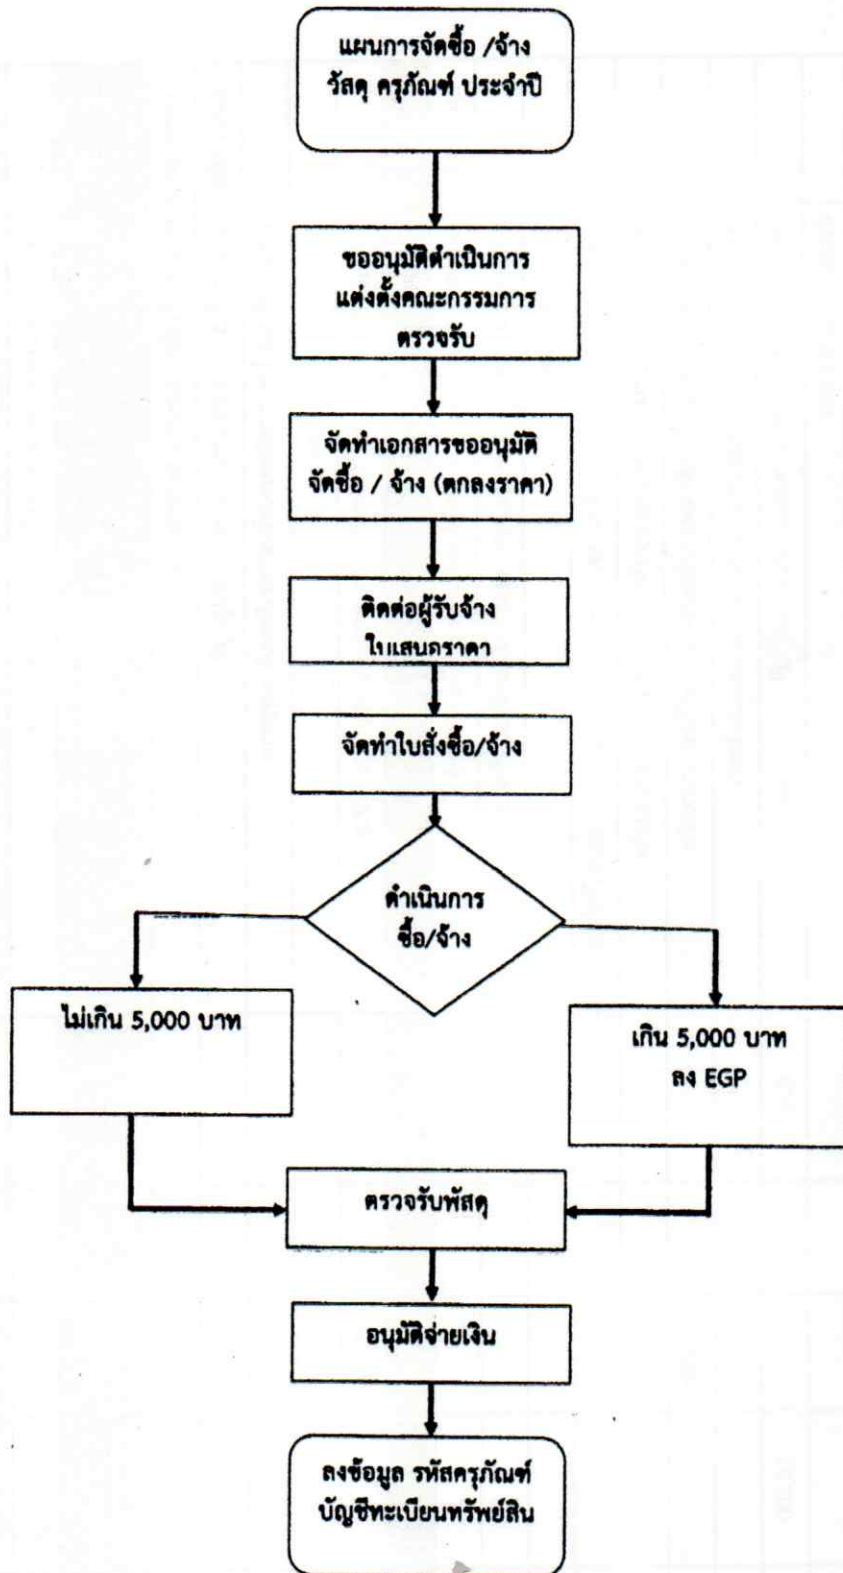 แผนการจัดซื้อ /จ้าง
วัสดุ ครุภัณฑ์ ประจำปี
ขออนุมัติดำเนินการ
แต่งตั้งคณะกรรมการ
ตรวจรับ
จัดทำเอกสารขออนุมัติ
จัดซื้อ / จ้าง (ตกลงราคา)
ติดต่อผู้รับจ้าง
ใบเสนอราคา
จัดทำใบสั่งซื้อ/จ้าง
ดำเนินการ
ซื้อ/จ้าง
ไม่เกิน 5,000 บาท
เกิน 5,000 บาท
ลง EGP
ตรวจรับพัสดุ
อนุมัติจ่ายเงิน
ลงข้อมูล รหัสครุภัณฑ์
บัญชีทะเบียนทรัพย์สิน